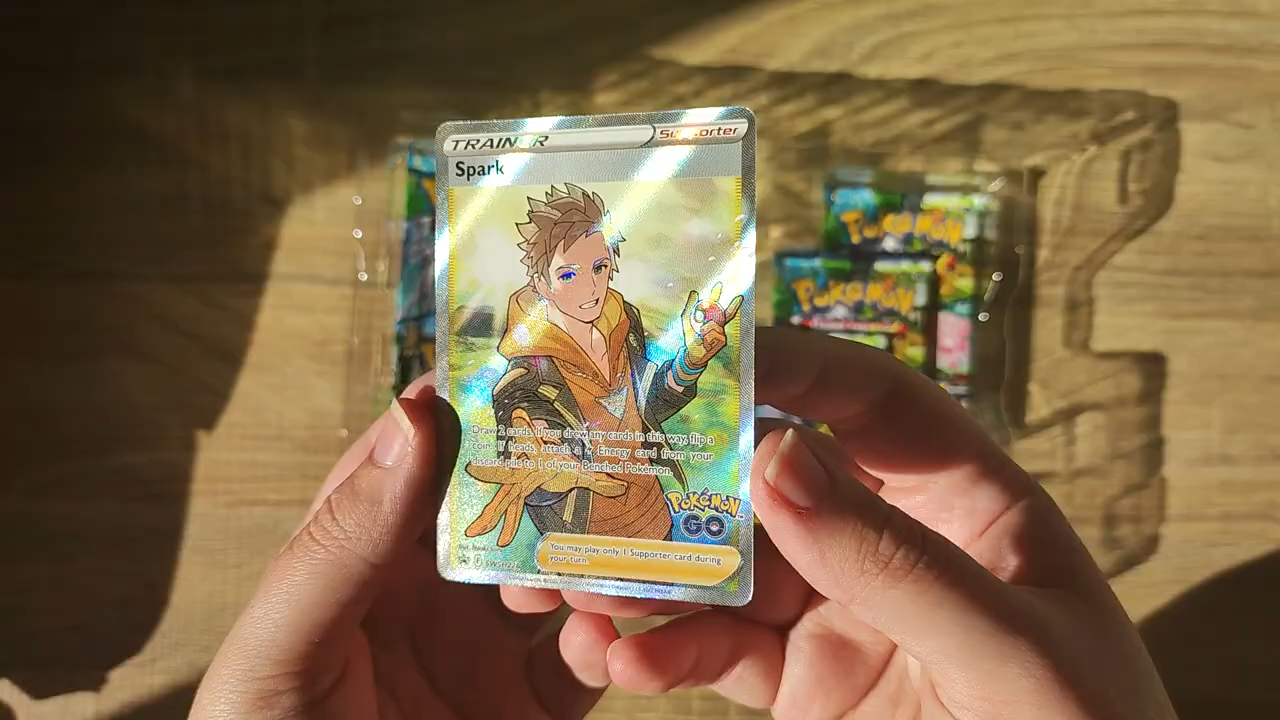 TRAINER
Supporter
Spark
Draw 2 cards. If you drew any cards in this way, flip a
coin. If heads, attach a Energy card from your
discard pile to 1 of your Benched Pokémon.
POKÉMON
GO
You may play only 1 Supporter card during
your turn.
POKÉMON
POKÉMON